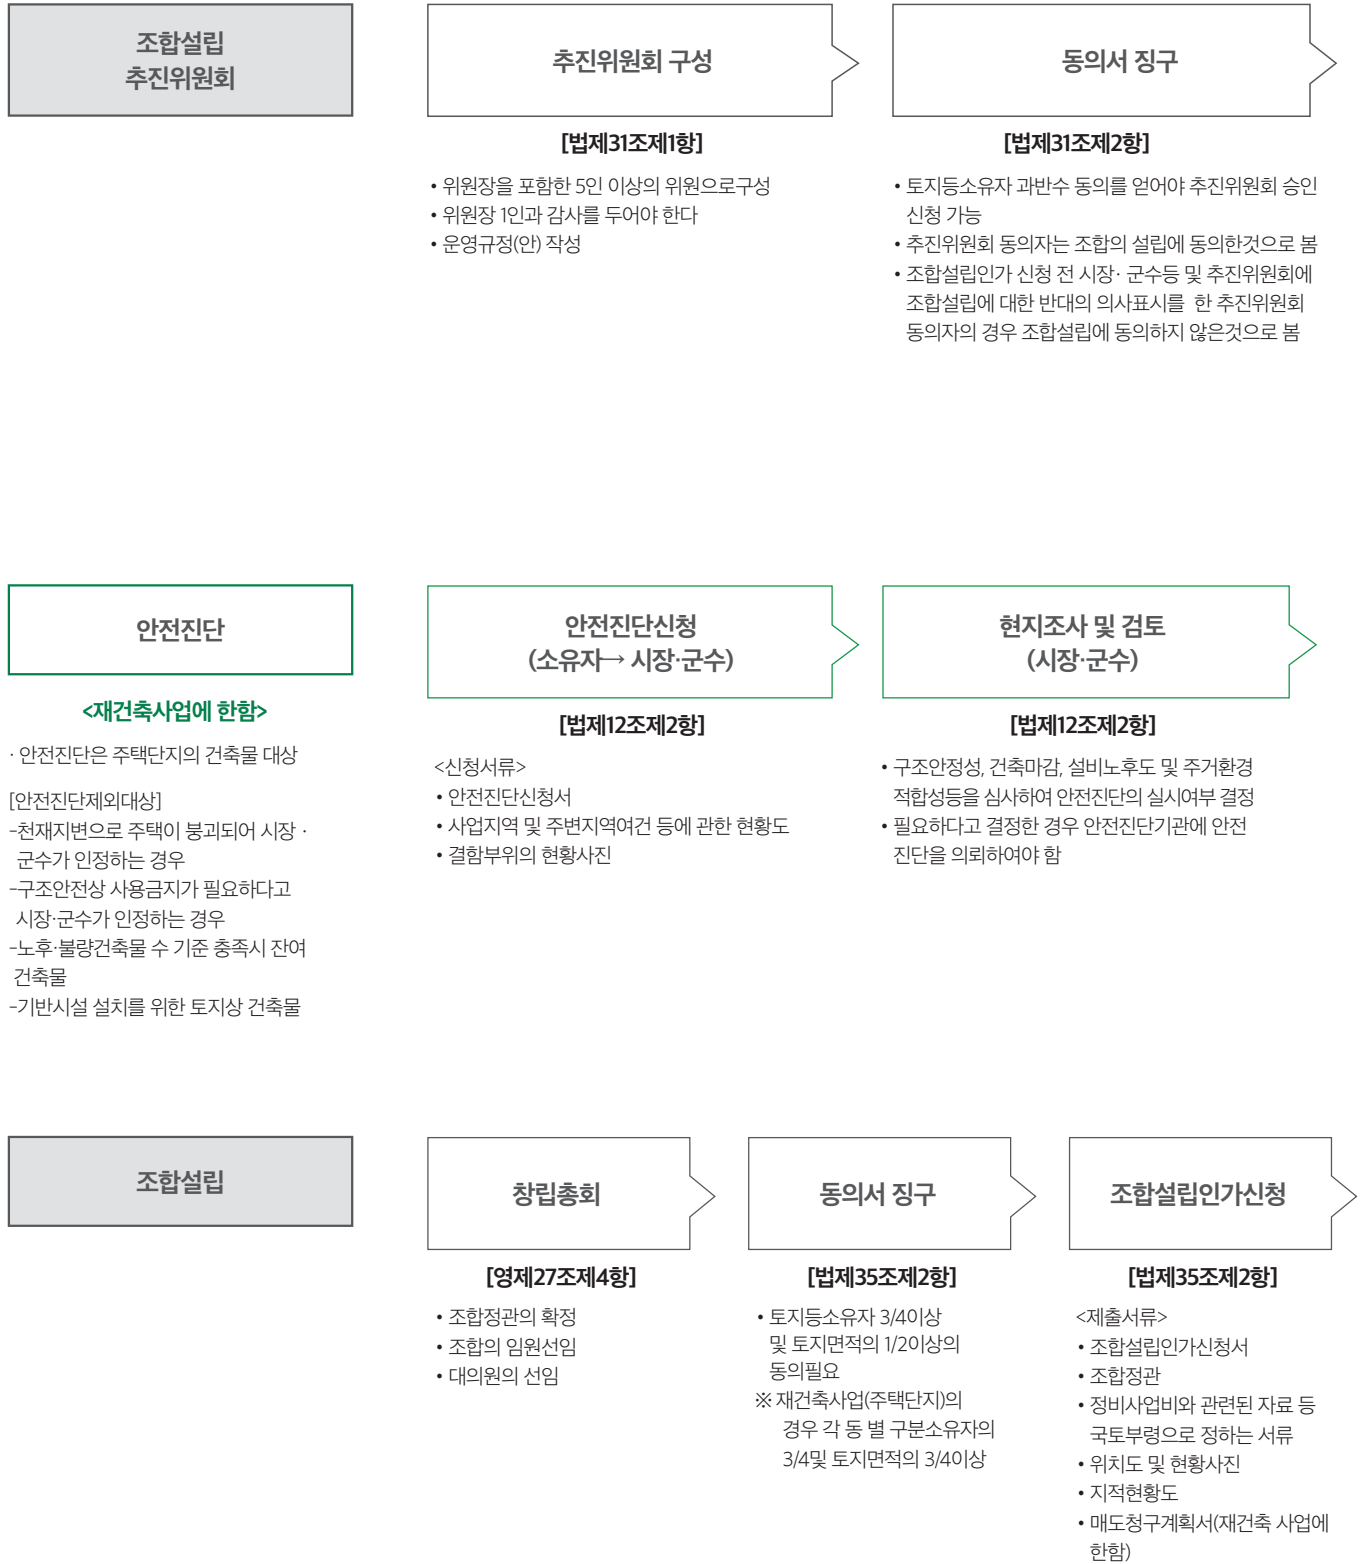 조합설립
추진위원회
추진위원회 구성
동의서 징구
[법제31조제1항]
• 위원장을 포함한 5인 이상의 위원으로구성
• 위원장 1인과 감사를 두어야 한다
• 운영규정(안) 작성
[법제31조제2항]
• 토지등소유자 과반수 동의를 얻어야 추진위원회 승인
신청 가능
• 추진위원회 동의자는 조합의 설립에 동의한것으로 봄
• 조합설립인가 신청 전 시장· 군수등 및 추진위원회에
조합설립에 대한 반대의 의사표시를 한 추진위원회
동의자의 경우 조합설립에 동의하지 않은것으로 봄
안전진단
<재건축사업에 한함>
· 안전진단은 주택단지의 건축물 대상
[안전진단제외대상]
-천재지변으로 주택이 붕괴되어 시장 ·
군수가 인정하는 경우
-구조안전상 사용금지가 필요하다고
시장·군수가 인정하는 경우
-노후·불량건축물 수 기준 충족시 잔여
건축물
-기반시설 설치를 위한 토지상 건축물
안전진단신청
(소유자→ 시장·군수)
[법제12조제2항]
<신청서류>
• 안전진단신청서
• 사업지역 및 주변지역여건 등에 관한 현황도
• 결함부위의 현황사진
현지조사 및 검토
(시장·군수)
[법제12조제2항]
• 구조안정성, 건축마감, 설비노후도 및 주거환경
적합성등을 심사하여 안전진단의 실시여부 결정
• 필요하다고 결정한 경우 안전진단기관에 안전
진단을 의뢰하여야 함
조합설립
창립총회
[영제27조제4항]
• 조합정관의 확정
• 조합의 임원선임
• 대의원의 선임
동의서 징구
[법제35조제2항]
• 토지등소유자 3/4이상
및 토지면적의 1/2이상의
동의필요
※ 재건축사업(주택단지)의
경우 각 동 별 구분소유자의
3/4및 토지면적의 3/4이상
조합설립인가신청
[법제35조제2항]
<제출서류>
• 조합설립인가신청서
• 조합정관
• 정비사업비와 관련된 자료 등
국토부령으로 정하는 서류
• 위치도 및 현황사진
• 지적현황도
• 매도청구계획서(재건축 사업에
한함)